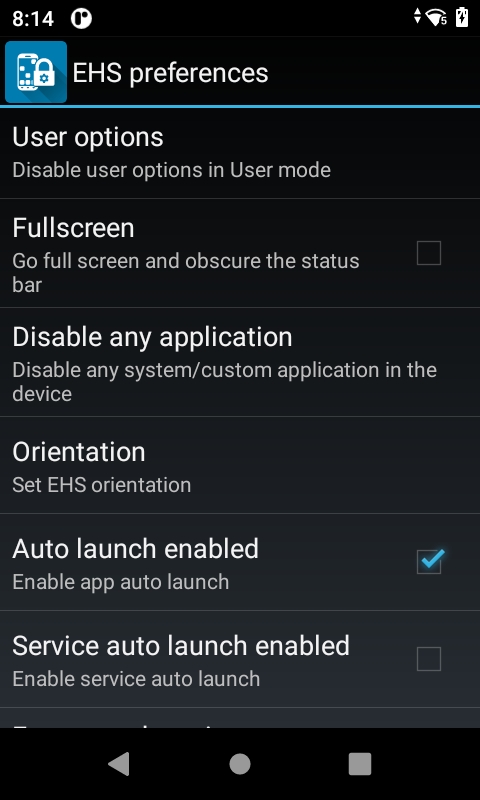 8:14
5
EHS preferences
User options
Disable user options in User mode
Fullscreen
Go full screen and obscure the status
bar
Disable any application
Disable any system/custom application in the
device
Orientation
Set EHS orientation
Auto launch enabled
Enable app auto launch
Service auto launch enabled
Enable service auto launch